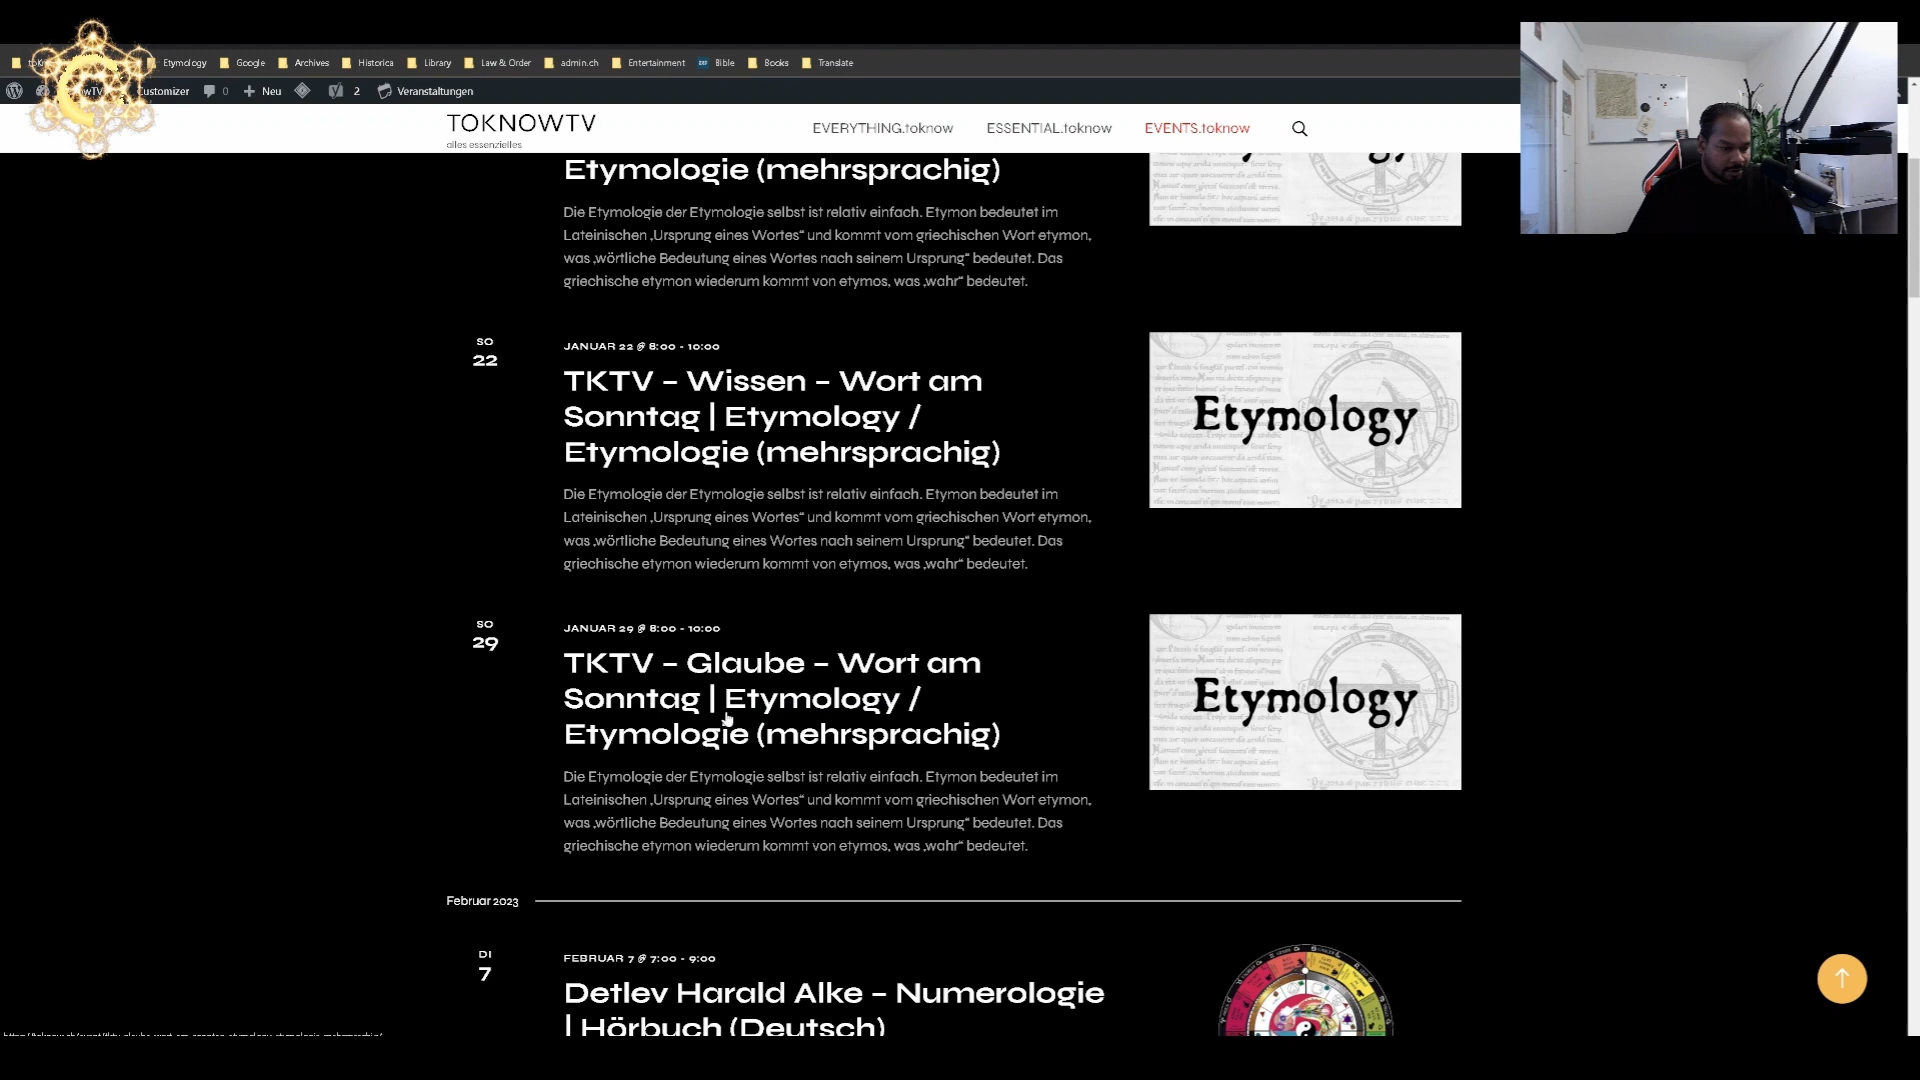 Etymology
Google
Archives
Historica
Library
Law & Order
admin.ch
Entertainment
Bible
Books
Translate
Customizer
0
Neu
2
Veranstaltungen
TOKNOWTV
alles essenzielles
EVERYTHING.toknow
ESSENTIAL.toknow
EVENTS.toknow
Etymologie (mehrsprachig)
Die Etymologie der Etymologie selbst ist relativ einfach. Etymon bedeutet im
Lateinischen „Ursprung eines Wortes“ und kommt vom griechischen Wort etymon,
was „wörtliche Bedeutung eines Wortes nach seinem Ursprung“ bedeutet. Das
griechische etymon wiederum kommt von etymos, was „wahr“ bedeutet.
SO
22
JANUAR 22 @ 8:00 - 10:00
TKTV – Wissen – Wort am
Sonntag | Etymology /
Etymologie (mehrsprachig)
Die Etymologie der Etymologie selbst ist relativ einfach. Etymon bedeutet im
Lateinischen „Ursprung eines Wortes“ und kommt vom griechischen Wort etymon,
was „wörtliche Bedeutung eines Wortes nach seinem Ursprung“ bedeutet. Das
griechische etymon wiederum kommt von etymos, was „wahr“ bedeutet.
Etymology
SO
29
JANUAR 29 @ 8:00 - 10:00
TKTV – Glaube – Wort am
Sonntag | Etymology /
Etymologie (mehrsprachig)
Die Etymologie der Etymologie selbst ist relativ einfach. Etymon bedeutet im
Lateinischen „Ursprung eines Wortes“ und kommt vom griechischen Wort etymon,
was „wörtliche Bedeutung eines Wortes nach seinem Ursprung“ bedeutet. Das
griechische etymon wiederum kommt von etymos, was „wahr“ bedeutet.
Etymology
Februar 2023
DI
7
FEBRUAR 7 @ 7:00 - 9:00
Detlev Harald Alke – Numerologie
| Hörbuch (Deutsch)